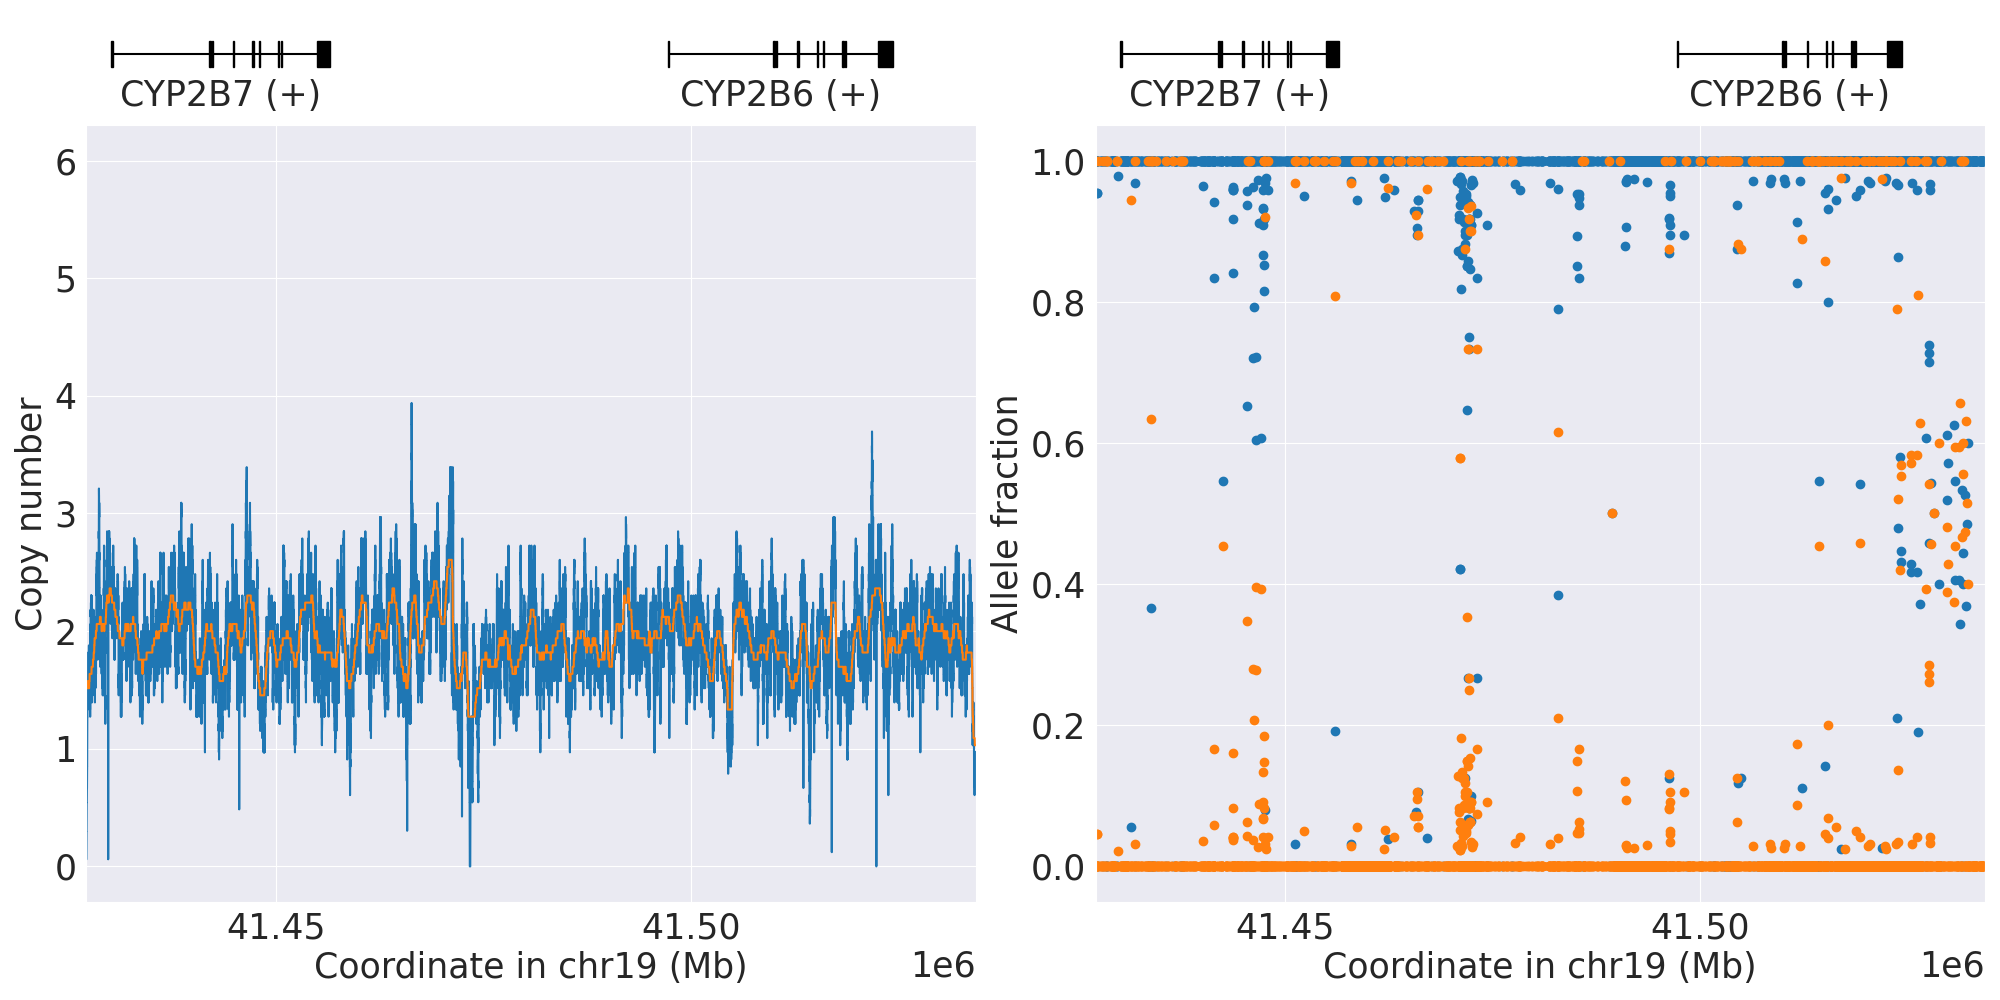 CYP2B7 (+)
CYP2B6 (+)
CYP2B7 (+)
CYP2B6 (+)
6
5
4
3
2
1
0
Copy number
41.45
41.50
Coordinate in chr19 (Mb)
1e6
1.0
0.8
0.6
0.4
0.2
0.0
Allele fraction
41.45
41.50
Coordinate in chr19 (Mb)
1e6